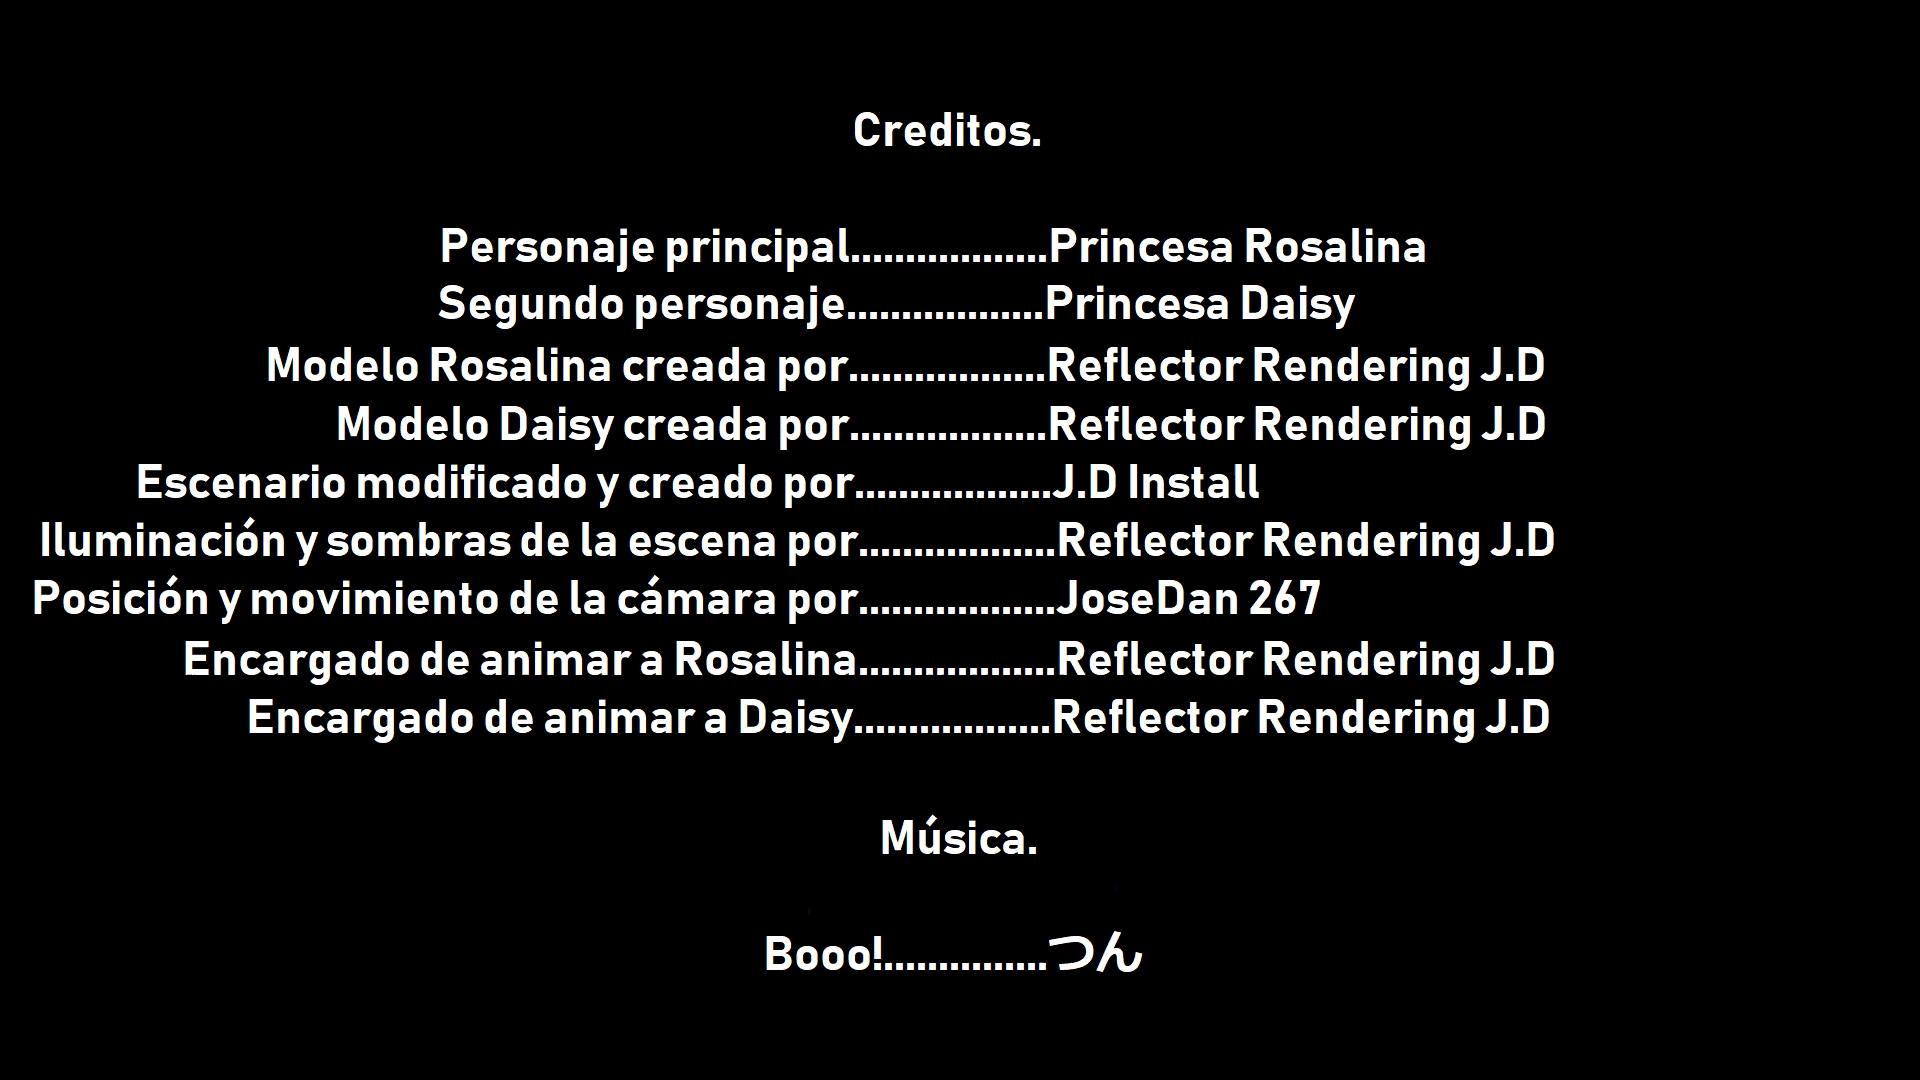 Creditos.
Personaje principal..................Princesa Rosalina
Segundo personaje..................Princesa Daisy
Modelo Rosalina creada por..................Reflector Rendering J.D
Modelo Daisy creada por..................Reflector Rendering J.D
Escenario modificado y creado por..................J.D Install
Iluminación y sombras de la escena por..................Reflector Rendering J.D
Posición y movimiento de la cámara por..................JoseDan 267
Encargado de animar a Rosalina..................Reflector Rendering J.D
Encargado de animar a Daisy..................Reflector Rendering J.D
Música.
Booo!...............つん